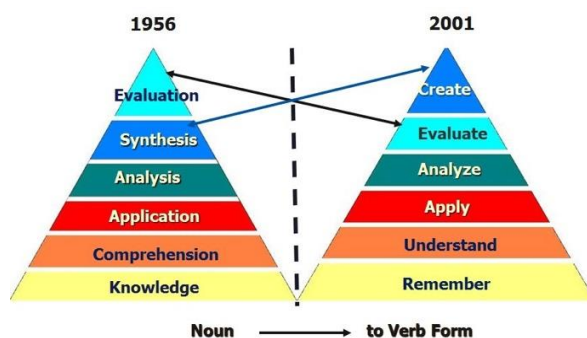 1956
2001
Evaluation
Synthesis
Analysis
Application
Comprehension
Knowledge
Create
Evaluate
Analyze
Apply
Understand
Remember
Noun to Verb Form